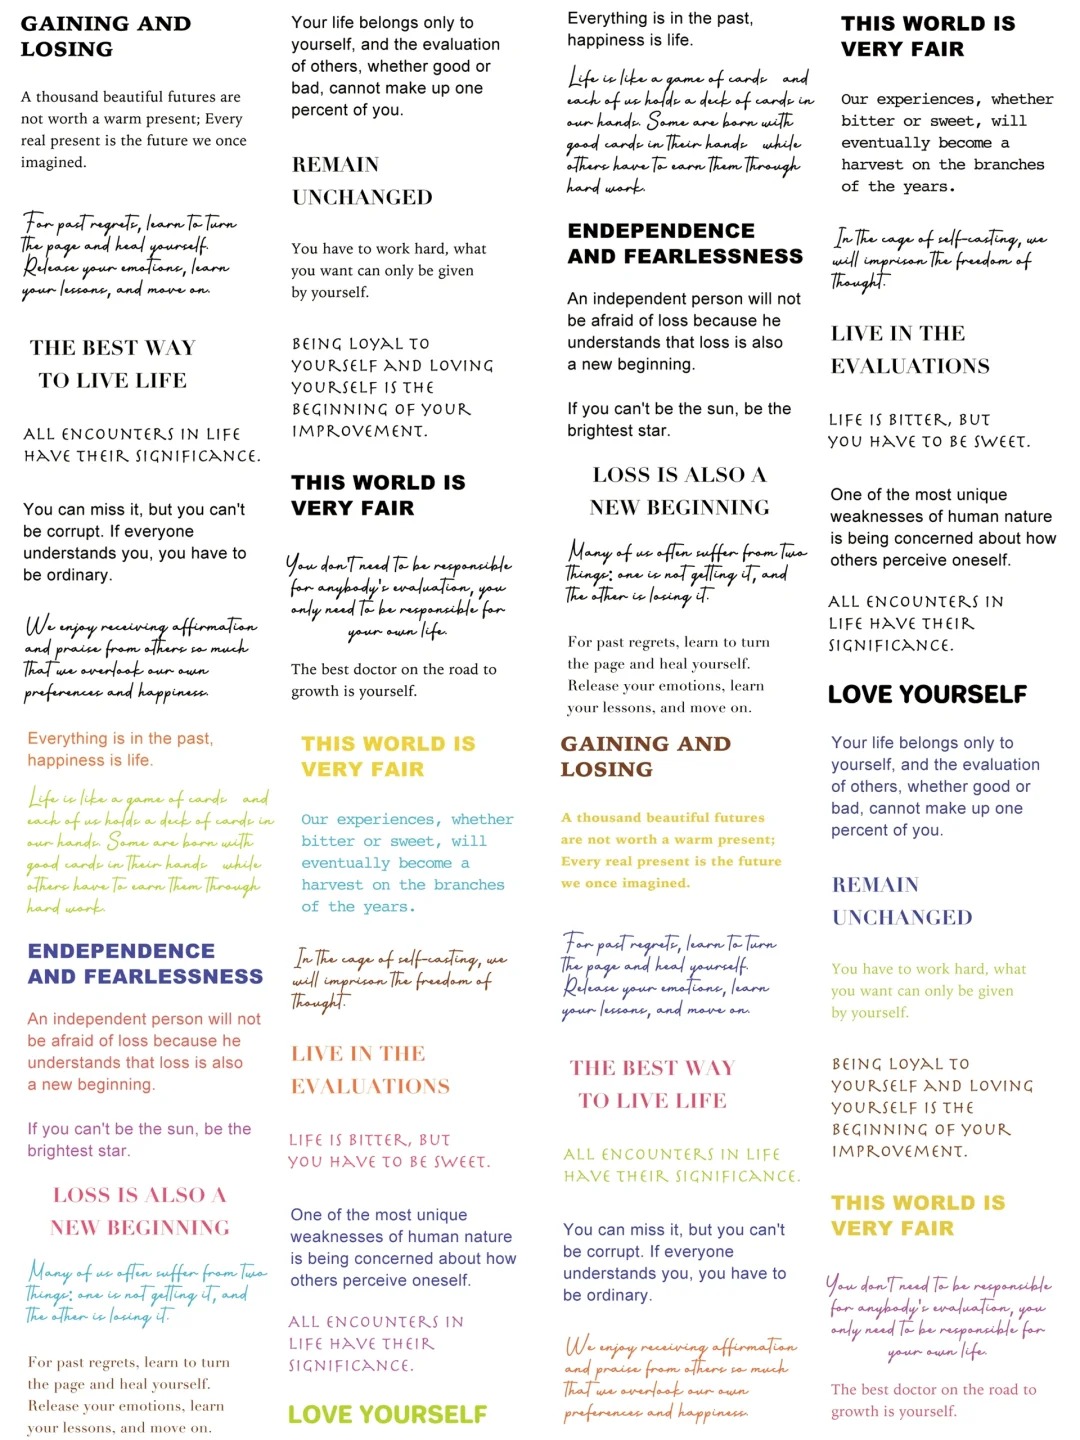 GAINING AND
LOSING
A thousand beautiful futures are
not worth a warm present; Every
real present is the future we once
imagined.
For past regrets, learn to turn
the page and heal yourself.
Release your emotions, learn
your lessons, and move on.
THE BEST WAY
TO LIVE LIFE
ALL ENCOUNTERS IN LIFE
HAVE THEIR SIGNIFICANCE.
You can miss it, but you can't
be corrupt. If everyone
understands you, you have to
be ordinary.
We enjoy receiving affirmation
and praise from others so much
that we overlook our own
preferences and happiness.
Your life belongs only to
yourself, and the evaluation
of others, whether good or
bad, cannot make up one
percent of you.
REMAIN
UNCHANGED
You have to work hard, what
you want can only be given
by yourself.
BEING LOYAL TO
YOURSELF AND LOVING
YOURSELF IS THE
BEGINNING OF YOUR
IMPROVEMENT.
THIS WORLD IS
VERY FAIR
You don't need to be responsible
for anybody's evaluation, you
only need to be responsible for
your own life.
The best doctor on the road to
growth is yourself.
Everything is in the past,
happiness is life.
Life is like a game of cards and
each of us holds a deck of cards in
our hands. Some are born with
good cards in their hands while
others have to earn them through
hard work.
ENDEPENDENCE
AND FEARLESSNESS
An independent person will not
be afraid of loss because he
understands that loss is also
a new beginning.
If you can't be the sun, be the
brightest star.
LOSS IS ALSO A
NEW BEGINNING
Many of us often suffer from two
things: one is not getting it, and
the other is losing it.
For past regrets, learn to turn
the page and heal yourself.
Release your emotions, learn
your lessons, and move on.
THIS WORLD IS
VERY FAIR
Our experiences, whether
bitter or sweet, will
eventually become a
harvest on the branches
of the years.
In the cage of self-casting, we
will imprison the freedom of
thought.
LIVE IN THE
EVALUATIONS
LIFE IS BITTER, BUT
YOU HAVE TO BE SWEET.
One of the most unique
weaknesses of human nature
is being concerned about how
others perceive oneself.
ALL ENCOUNTERS IN
LIFE HAVE THEIR
SIGNIFICANCE.
LOVE YOURSELF
Everything is in the past,
happiness is life.
Life is like a game of cards and
each of us holds a deck of cards in
our hands. Some are born with
good cards in their hands while
others have to earn them through
hard work.
ENDEPENDENCE
AND FEARLESSNESS
An independent person will not
be afraid of loss because he
understands that loss is also
a new beginning.
If you can't be the sun, be the
brightest star.
LOSS IS ALSO A
NEW BEGINNING
Many of us often suffer from two
things: one is not getting it, and
the other is losing it.
For past regrets, learn to turn
the page and heal yourself.
Release your emotions, learn
your lessons, and move on.
THIS WORLD IS
VERY FAIR
Our experiences, whether
bitter or sweet, will
eventually become a
harvest on the branches
of the years.
In the cage of self-casting, we
will imprison the freedom of
thought.
LIVE IN THE
EVALUATIONS
LIFE IS BITTER, BUT
YOU HAVE TO BE SWEET.
One of the most unique
weaknesses of human nature
is being concerned about how
others perceive oneself.
ALL ENCOUNTERS IN
LIFE HAVE THEIR
SIGNIFICANCE.
LOVE YOURSELF
GAINING AND
LOSING
A thousand beautiful futures
are not worth a warm present;
Every real present is the future
we once imagined.
For past regrets, learn to turn
the page and heal yourself.
Release your emotions, learn
your lessons, and move on.
THE BEST WAY
TO LIVE LIFE
ALL ENCOUNTERS IN LIFE
HAVE THEIR SIGNIFICANCE.
You can miss it, but you can't
be corrupt. If everyone
understands you, you have to
be ordinary.
We enjoy receiving affirmation
and praise from others so much
that we overlook our own
preferences and happiness.
Your life belongs only to
yourself, and the evaluation
of others, whether good or
bad, cannot make up one
percent of you.
REMAIN
UNCHANGED
You have to work hard, what
you want can only be given
by yourself.
BEING LOYAL TO
YOURSELF AND LOVING
YOURSELF IS THE
BEGINNING OF YOUR
IMPROVEMENT.
THIS WORLD IS
VERY FAIR
You don't need to be responsible
for anybody's evaluation, you
only need to be responsible for
your own life.
The best doctor on the road to
growth is yourself.